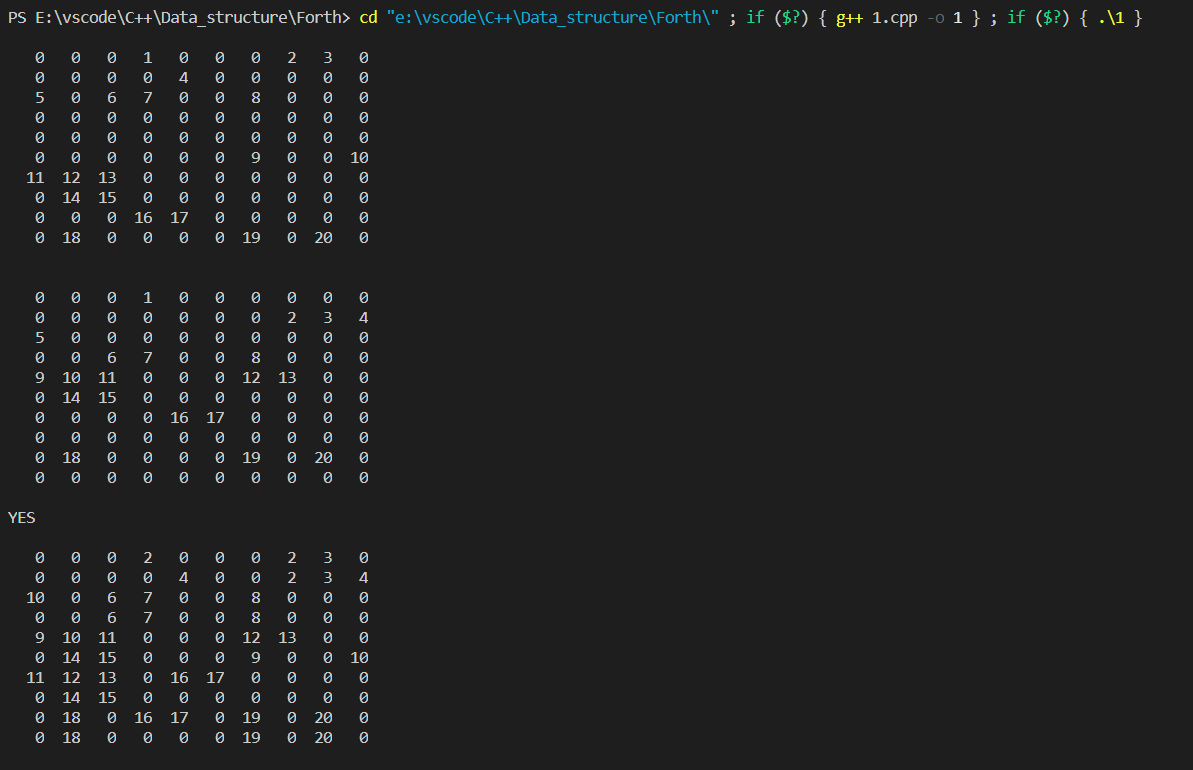 PS E:\vscode\C++\Data_structure\Forth> cd "e:\vscode\C++\Data_structure\Forth\" ; if ($?) { g++ 1.cpp -o 1 } ; if ($?) { .\1 }
0 0 0 1 0 0 0 2 3 0
0 0 0 0 4 0 0 0 0 0
5 0 6 7 0 0 8 0 0 0
0 0 0 0 0 0 0 0 0 0
0 0 0 0 0 0 0 0 0 0
0 0 0 0 0 0 9 0 0 10
11 12 13 0 0 0 0 0 0 0
0 14 15 0 0 0 0 0 0 0
0 0 0 16 17 0 0 0 0 0
0 18 0 0 0 0 19 0 20 0
0 0 0 1 0 0 0 0 0 0
0 0 0 0 0 0 0 2 3 4
5 0 0 0 0 0 0 0 0 0
0 0 6 7 0 0 8 0 0 0
9 10 11 0 0 0 12 13 0 0
0 14 15 0 0 0 0 0 0 0
0 0 0 0 16 17 0 0 0 0
0 0 0 0 0 0 0 0 0 0
0 18 0 0 0 0 19 0 20 0
0 0 0 0 0 0 0 0 0 0
YES
0 0 0 2 0 0 0 2 3 0
0 0 0 0 4 0 0 2 3 4
10 0 6 7 0 0 8 0 0 0
0 0 6 7 0 0 8 0 0 0
9 10 11 0 0 0 12 13 0 0
0 14 15 0 0 0 9 0 0 10
11 12 13 0 16 17 0 0 0 0
0 14 15 0 0 0 0 0 0 0
0 18 0 16 17 0 19 0 20 0
0 18 0 0 0 0 19 0 20 0